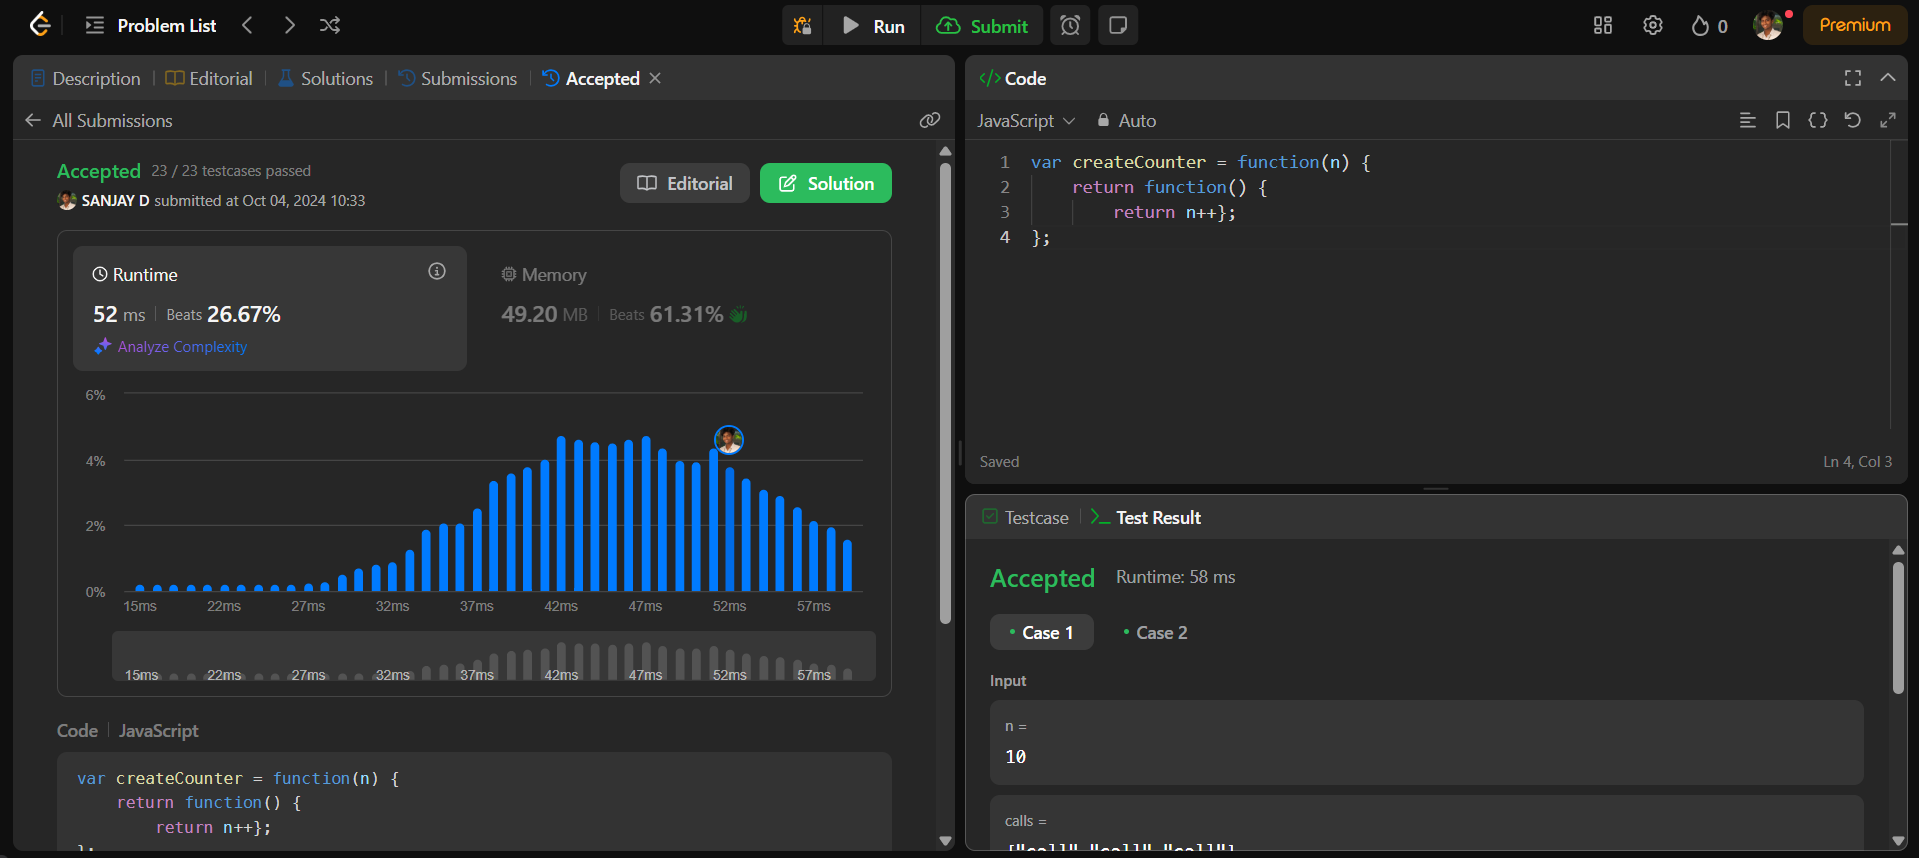 Problem List
Run
Submit
0
Premium
Description
Editorial
Solutions
Submissions
Accepted
All Submissions
Accepted 23 / 23 testcases passed
SANJAY D submitted at Oct 04, 2024 10:33
Editorial
Solution
Runtime
52 ms Beats 26.67%
Analyze Complexity
Memory
49.20 MB Beats 61.31%
6%
4%
2%
0%
15ms 22ms 27ms 32ms 37ms 42ms 47ms 52ms 57ms
15ms 22ms 27ms 32ms 37ms 42ms 47ms 52ms 57ms
Code JavaScript
var createCounter = function(n) {
    return function() {
        return n++};
};
</> Code
JavaScript Auto
1 var createCounter = function(n) {
2     return function() {
3         return n++};
4 };
Saved
Ln 4, Col 3
Testcase
Test Result
Accepted Runtime: 58 ms
Case 1 Case 2
Input
n =
10
calls =
["call","call","call"]